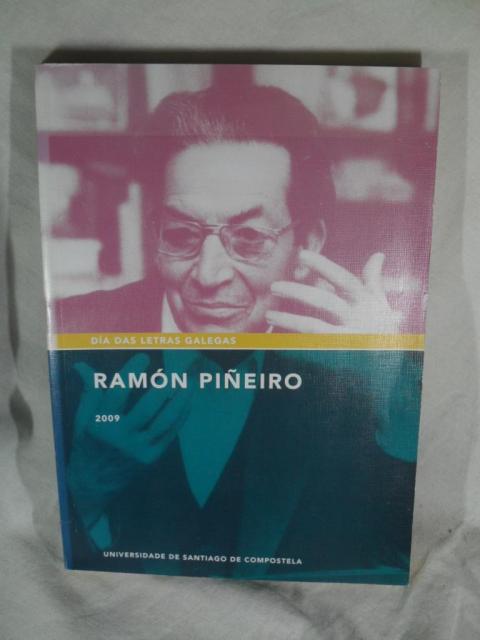 DÍA DAS LETRAS GALEGAS
RAMÓN PIÑEIRO
2009
UNIVERSIDADE DE SANTIAGO DE COMPOSTELA